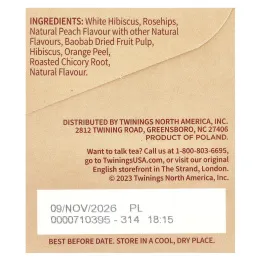 INGREDIENTS: White Hibiscus, Rosehips,
Natural Peach Flavour with other Natural
Flavours, Baobab Dried Fruit Pulp,
Hibiscus, Orange Peel,
Roasted Chicory Root,
Natural Flavour.
DISTRIBUTED BY TWININGS NORTH AMERICA, INC.
2812 TWINING ROAD, GREENSBORO, NC 27406
PRODUCT OF POLAND.
Want to talk tea? Call us at 1-800-803-6695,
go to TwiningsUSA.com, or visit our original
English storefront in The Strand, London.
© 2023 Twinings North America, Inc.
09/NOV/2026 PL
0000710395 - 314 18:15
BEST BEFORE DATE. STORE IN A COOL, DRY PLACE.